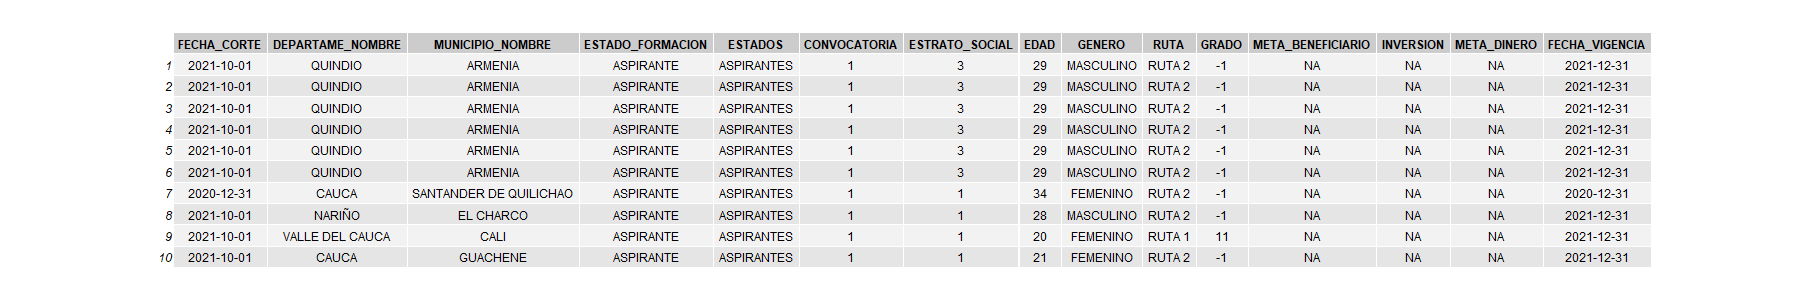 FECHA_CORTE DEPARTAME_NOMBRE MUNICIPIO_NOMBRE ESTADO_FORMACION ESTADOS CONVOCATORIA ESTRATO_SOCIAL EDAD GENERO RUTA GRADO META_BENEFICIARIO INVERSION META_DINERO FECHA_VIGENCIA
1 2021-10-01 QUINDIO ARMENIA ASPIRANTE ASPIRANTES 1 3 29 MASCULINO RUTA 2 -1 NA NA NA 2021-12-31
2 2021-10-01 QUINDIO ARMENIA ASPIRANTE ASPIRANTES 1 3 29 MASCULINO RUTA 2 -1 NA NA NA 2021-12-31
3 2021-10-01 QUINDIO ARMENIA ASPIRANTE ASPIRANTES 1 3 29 MASCULINO RUTA 2 -1 NA NA NA 2021-12-31
4 2021-10-01 QUINDIO ARMENIA ASPIRANTE ASPIRANTES 1 3 29 MASCULINO RUTA 2 -1 NA NA NA 2021-12-31
5 2021-10-01 QUINDIO ARMENIA ASPIRANTE ASPIRANTES 1 3 29 MASCULINO RUTA 2 -1 NA NA NA 2021-12-31
6 2021-10-01 QUINDIO ARMENIA ASPIRANTE ASPIRANTES 1 3 29 MASCULINO RUTA 2 -1 NA NA NA 2021-12-31
7 2020-12-31 CAUCA SANTANDER DE QUILICHAO ASPIRANTE ASPIRANTES 1 1 34 FEMENINO RUTA 2 -1 NA NA NA 2020-12-31
8 2021-10-01 NARIÑO EL CHARCO ASPIRANTE ASPIRANTES 1 1 28 MASCULINO RUTA 2 -1 NA NA NA 2021-12-31
9 2021-10-01 VALLE DEL CAUCA CALI ASPIRANTE ASPIRANTES 1 1 20 FEMENINO RUTA 1 11 NA NA NA 2021-12-31
10 2021-10-01 CAUCA GUACHENE ASPIRANTE ASPIRANTES 1 1 21 FEMENINO RUTA 2 -1 NA NA NA 2021-12-31